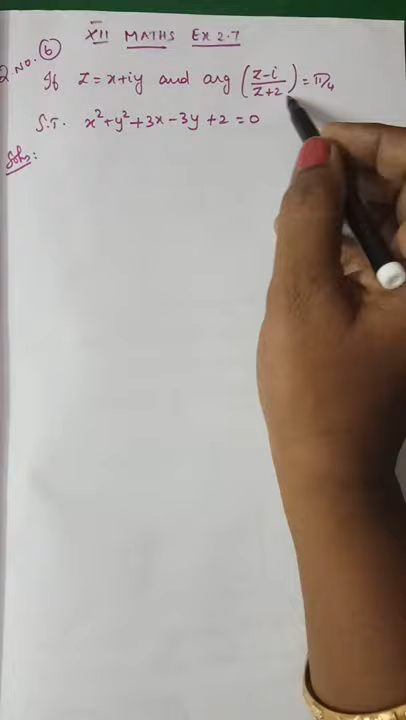 XII MATHS Ex 2.7
Q.NO. 6
If Z = x+iy and arg (Z-i / Z+2) = π/4
S.T. x²+y²+3x-3y+2=0
Soln: